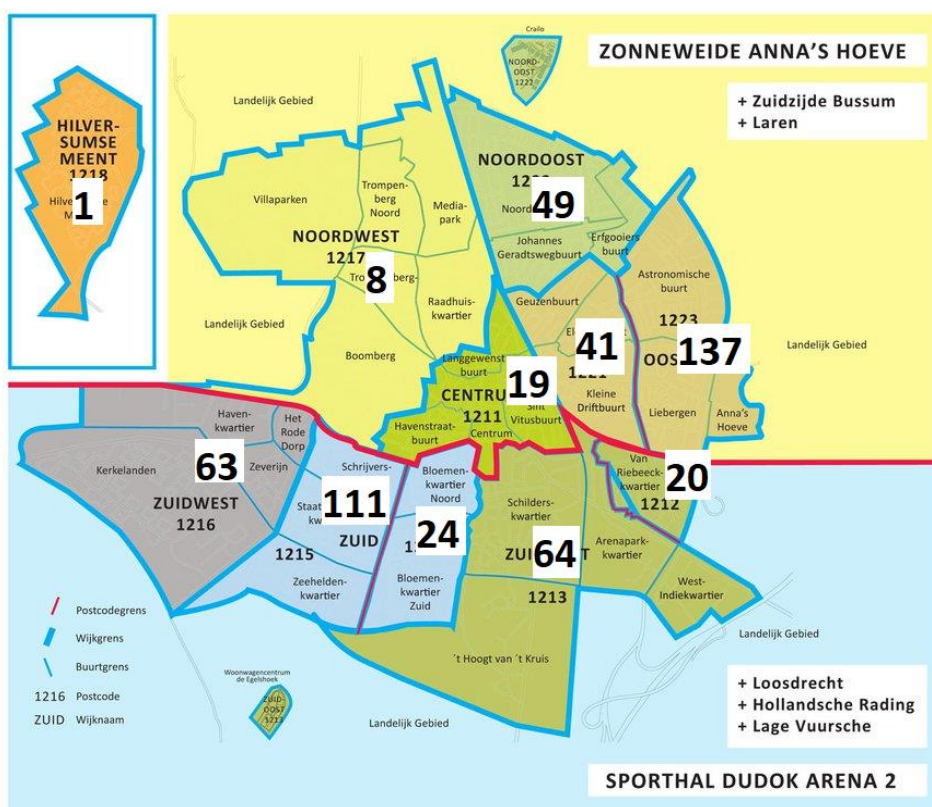 HILVER-
SUMSE
MEENT
1218
1
Crailo
NOORD-
OOST
1222
ZONNEWEIDE ANNA'S HOEVE
+ Zuidzijde Bussum
+ Laren
Landelijk Gebied
NOORDOOST
49
Johannes
Geradtswegbuurt
Erfgooiers
buurt
Villaparken
Trompen-
berg
Noord
Media-
park
NOORDWEST
1217
8
Raadhuis-
kwartier
Boomberg
Landelijk Gebied
Astronomische
buurt
1223
137
Landelijk Gebied
Liebergen
Anna's
Hoeve
Geuzenbuurt
41
Kleine
Driftbuurt
Langgewenst
buurt
19
1211
Vitusbuurt
Havenstraat-
buurt
Centrum
Haven-
kwartier
Het
Rode
Dorp
Kerkelanden
63
Zeverijn
ZUIDWEST
1216
Schrijvers-
111
ZUID
1215
Zeehelden-
kwartier
Bloemen-
kwartier
Noord
24
Bloemen-
kwartier
Zuid
Schilders-
kwartier
64
1213
Van
Riebeeck-
kwartier
20
1212
Arenapark-
kwartier
West-
Indiekwartier
't Hoogt van 't Kruis
Landelijk Gebied
Postcodegrens
Wijkgrens
Buurtgrens
1216 Postcode
ZUID Wijknaam
Woonwagencentrum
de Egelshoek
ZUID-
OOST
1213
Landelijk Gebied
+ Loosdrecht
+ Hollandsche Rading
+ Lage Vuursche
SPORTHAL DUDOK ARENA 2